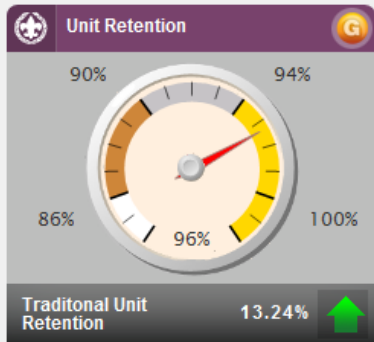 Unit Retention
G
90%
94%
86%
100%
96%
Traditonal Unit
Retention
13.24%